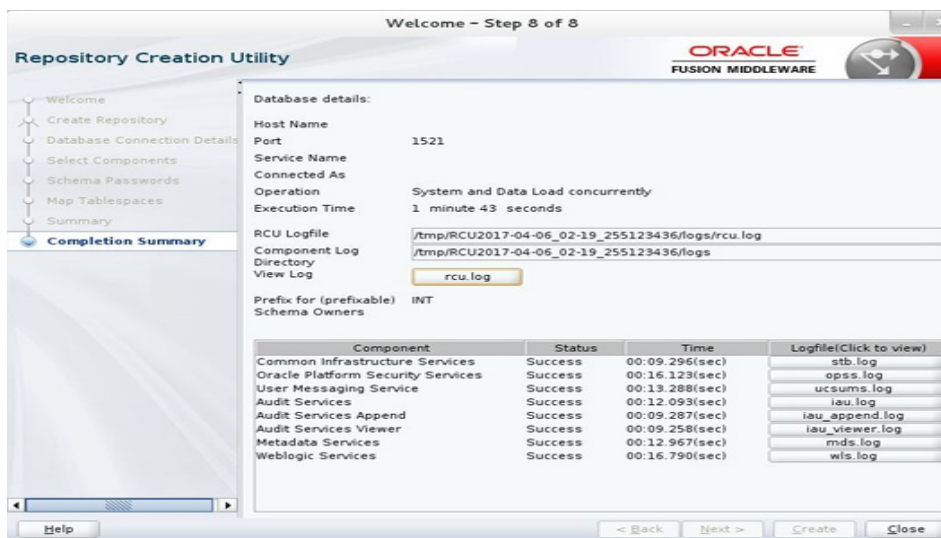 Welcome - Step 8 of 8
Repository Creation Utility
ORACLE
FUSION MIDDLEWARE
Welcome
Create Repository
Database Connection Details
Select Components
Schema Passwords
Map Tablespaces
Summary
Completion Summary
Database details:
Host Name
Port 1521
Service Name
Connected As
Operation System and Data Load concurrently
Execution Time 1 minute 43 seconds
RCU Logfile /tmp/RCU2017-04-06_02-19_255123436/logs/rcu.log
Component Log Directory /tmp/RCU2017-04-06_02-19_255123436/logs
View Log rcu.log
Prefix for (prefixable) Schema Owners INT
Component Status Time Logfile(Click to view)
Common Infrastructure Services Success 00:09.296(sec) stb.log
Oracle Platform Security Services Success 00:16.123(sec) opss.log
User Messaging Service Success 00:13.288(sec) ucsums.log
Audit Services Success 00:12.093(sec) iau.log
Audit Services Append Success 00:09.287(sec) iau_append.log
Audit Services Viewer Success 00:09.258(sec) iau_viewer.log
Metadata Services Success 00:12.967(sec) mds.log
Weblogic Services Success 00:16.790(sec) wls.log
Help < Back Next > Create Close